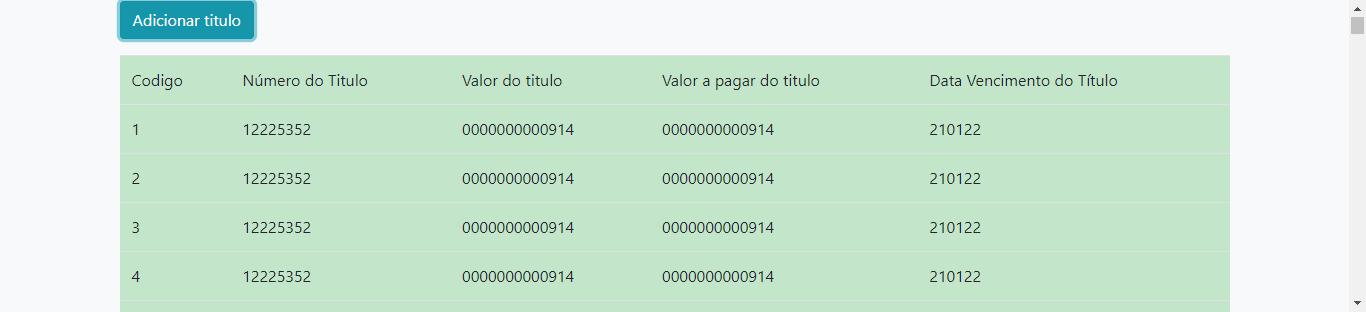 Adicionar titulo
Codigo Número do Titulo Valor do titulo Valor a pagar do titulo Data Vencimento do Título
1 12225352 0000000000914 0000000000914 210122
2 12225352 0000000000914 0000000000914 210122
3 12225352 0000000000914 0000000000914 210122
4 12225352 0000000000914 0000000000914 210122